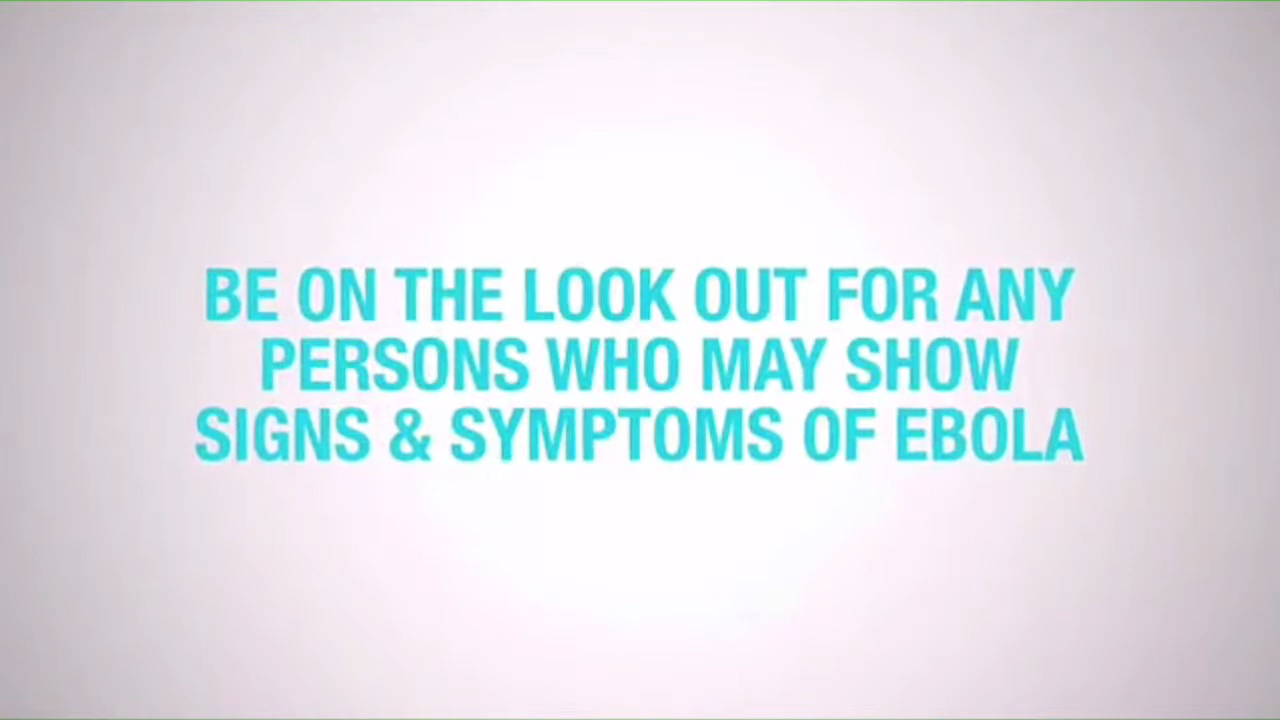 BE ON THE LOOK OUT FOR ANY
PERSONS WHO MAY SHOW
SIGNS & SYMPTOMS OF EBOLA